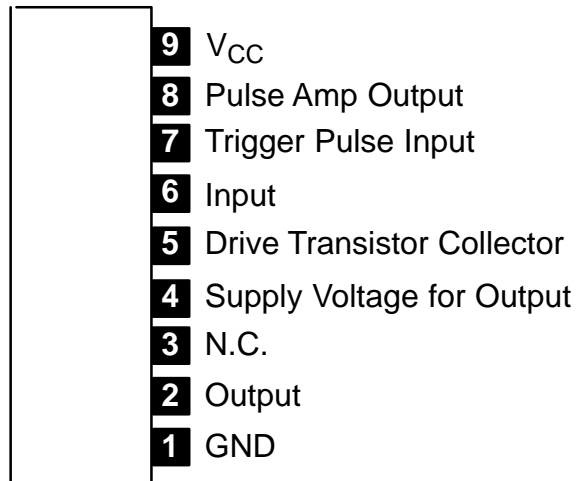 9 VCC
8 Pulse Amp Output
7 Trigger Pulse Input
6 Input
5 Drive Transistor Collector
4 Supply Voltage for Output
3 N.C.
2 Output
1 GND